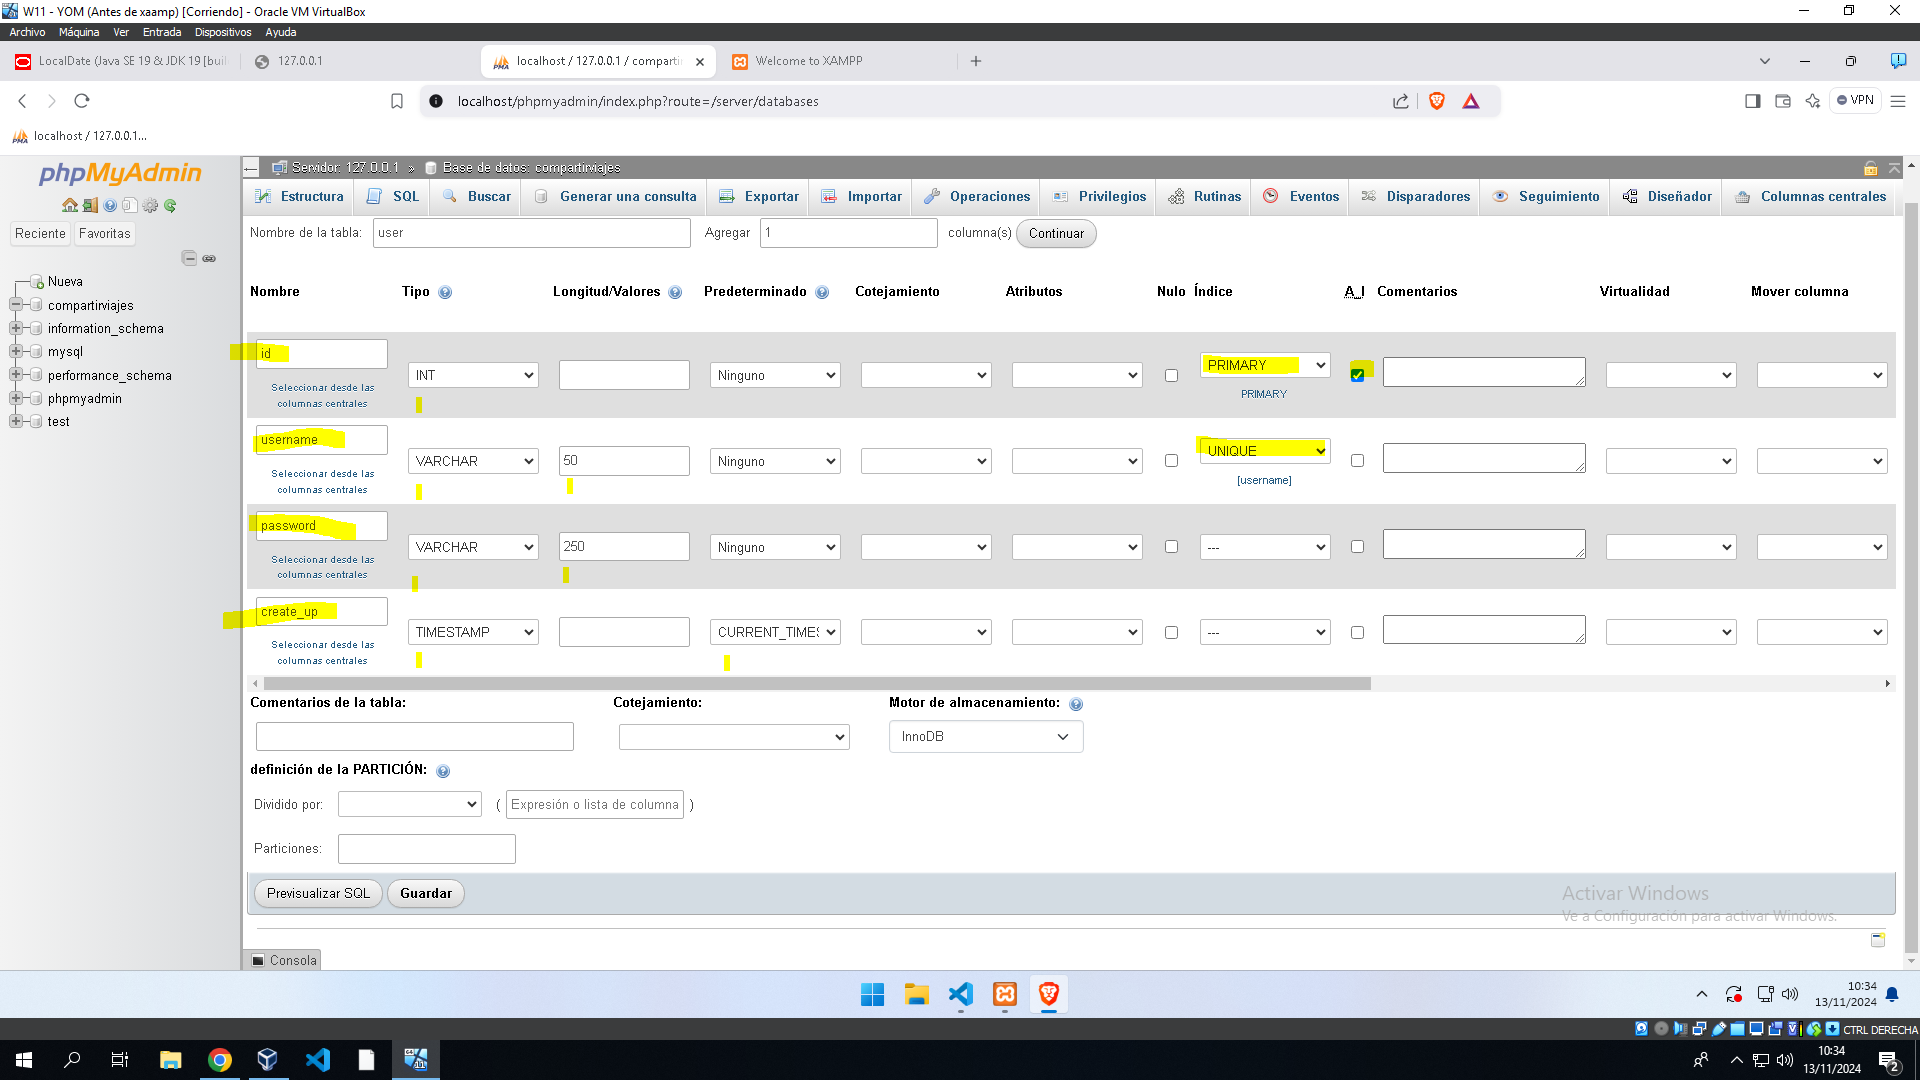 W11 - YOM (Antes de xaamp) [Corriendo] - Oracle VM VirtualBox
Archivo Máquina Ver Entrada Dispositivos Ayuda
LocalDate (Java SE 19 & JDK 19 [buil
127.0.0.1
localhost / 127.0.0.1 / compartir
Welcome to XAMPP
localhost/phpmyadmin/index.php?route=/server/databases
VPN
localhost / 127.0.0.1...
phpMyAdmin
Reciente Favoritas
Nueva
compartirviajes
information_schema
mysql
performance_schema
phpmyadmin
test
Servidor: 127.0.0.1 » Base de datos: compartirviajes
Estructura SQL Buscar Generar una consulta Exportar Importar Operaciones Privilegios Rutinas Eventos Disparadores Seguimiento Diseñador Columnas centrales
Nombre de la tabla: user Agregar 1 columna(s) Continuar
Nombre Tipo Longitud/Valores Predeterminado Cotejamiento Atributos Nulo Índice A_I Comentarios Virtualidad Mover columna
id
Seleccionar desde las
columnas centrales
INT Ninguno PRIMARY
PRIMARY
username
Seleccionar desde las
columnas centrales
VARCHAR 50 Ninguno UNIQUE
[username]
password
Seleccionar desde las
columnas centrales
VARCHAR 250 Ninguno ---
create_up
Seleccionar desde las
columnas centrales
TIMESTAMP CURRENT_TIMES ---
Comentarios de la tabla: Cotejamiento: Motor de almacenamiento:
InnoDB
definición de la PARTICIÓN:
Dividido por: ( Expresión o lista de columna )
Particiones:
Previsualizar SQL Guardar
Activar Windows
Ve a Configuración para activar Windows.
Consola
10:34
13/11/2024
CTRL DERECHA
10:34
13/11/2024
2